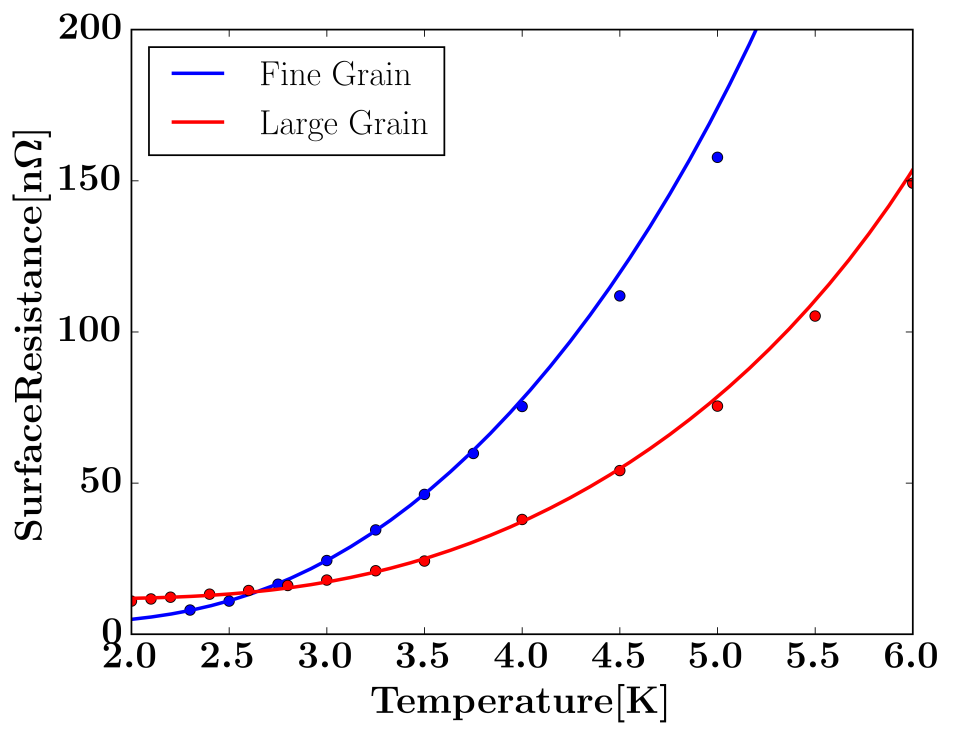 200
150
100
50
0
SurfaceResistance[nΩ]
Fine Grain
Large Grain
2.0 2.5 3.0 3.5 4.0 4.5 5.0 5.5 6.0
Temperature[K]